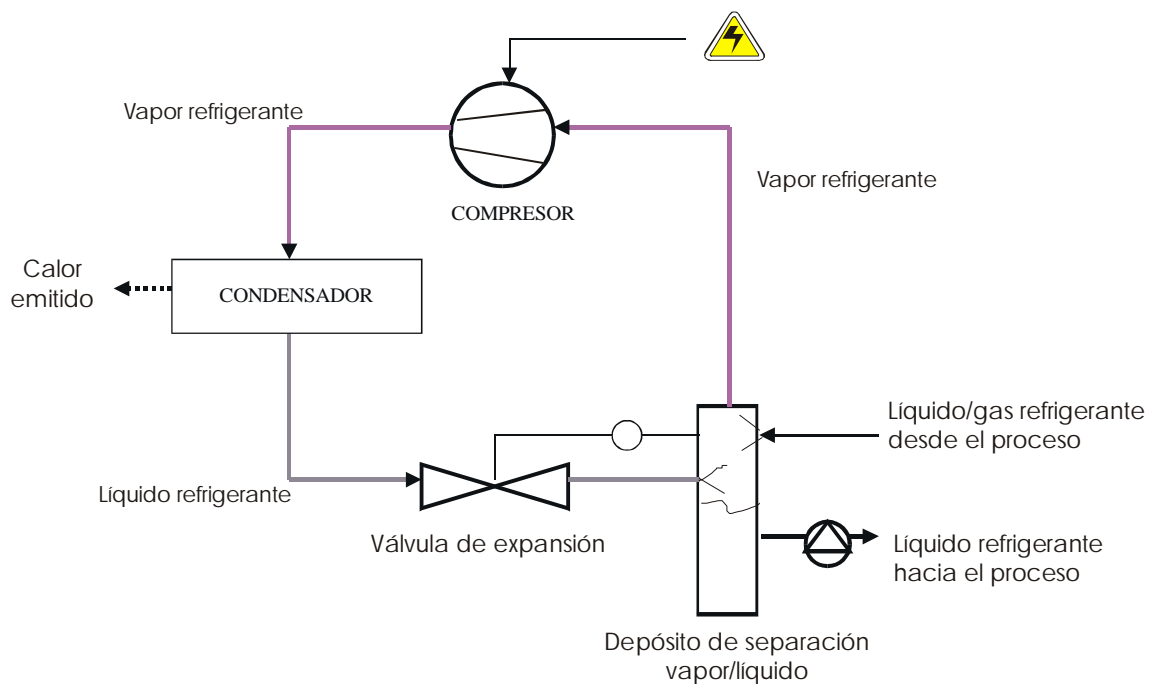 Vapor refrigerante
Vapor refrigerante
COMPRESOR
Calor
emitido
CONDENSADOR
Líquido/gas refrigerante
desde el proceso
Líquido refrigerante
Válvula de expansión
Líquido refrigerante
hacia el proceso
Depósito de separación
vapor/líquido